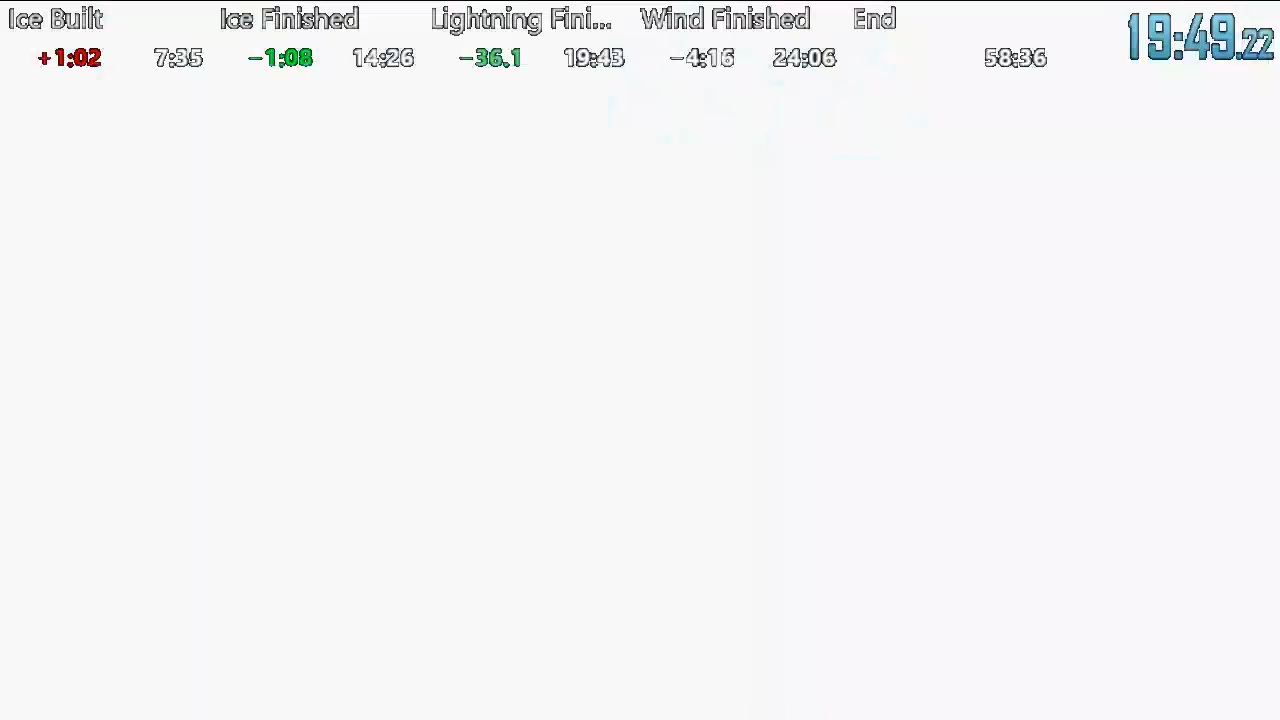 Ice Built Ice Finished Lightning Fini... Wind Finished End
+1:02 7:35 −1:08 14:26 −36.1 19:43 −4:16 24:06 58:36
19:49.22